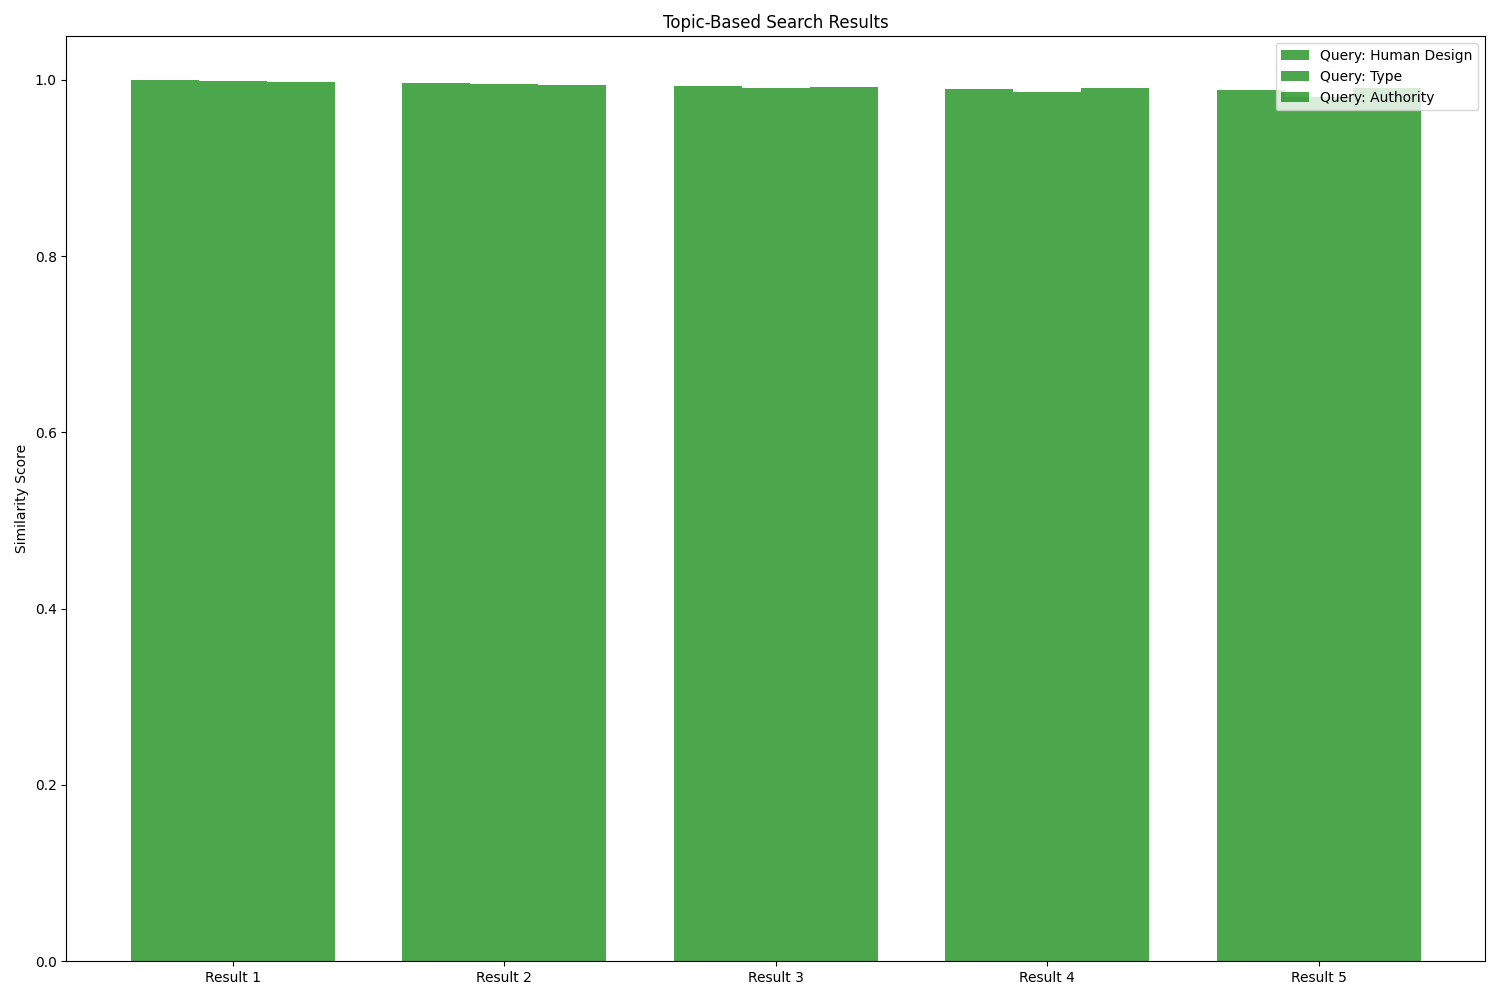 Topic-Based Search Results
Query: Human Design
Query: Type
Query: Authority
Similarity Score
1.0
0.8
0.6
0.4
0.2
0.0
Result 1
Result 2
Result 3
Result 4
Result 5